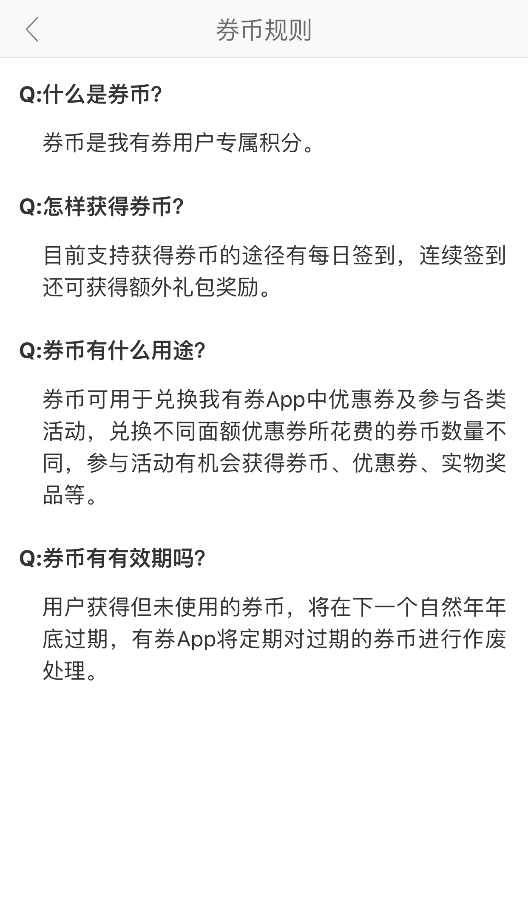 券币规则
Q:什么是券币?
券币是我有券用户专属积分。
Q:怎样获得券币?
目前支持获得券币的途径有每日签到，连续签到
还可获得额外礼包奖励。
Q:券币有什么用途?
券币可用于兑换我有券App中优惠券及参与各类
活动，兑换不同面额优惠券所花费的券币数量不
同，参与活动有机会获得券币、优惠券、实物奖
品等。
Q:券币有有效期吗?
用户获得但未使用的券币，将在下一个自然年年
底过期，有券App将定期对过期的券币进行作废
处理。